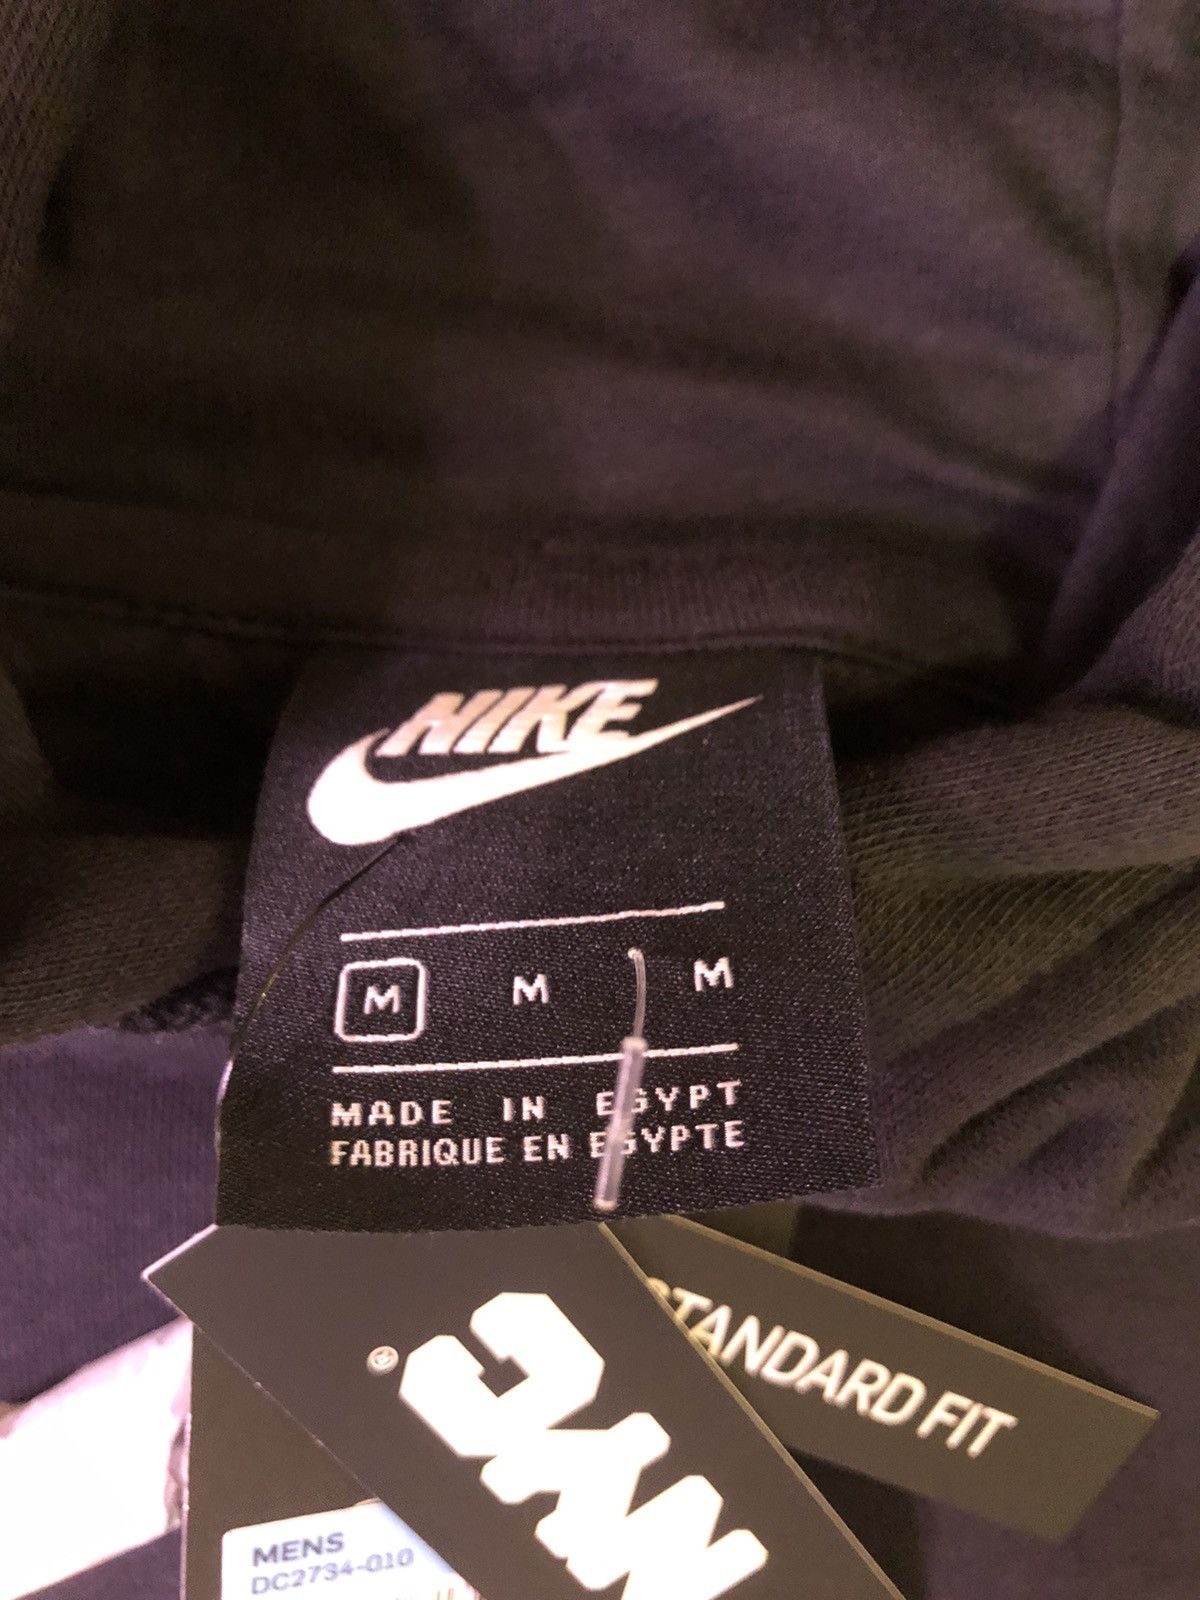 NIKE
M M M
MADE IN EGYPT
FABRIQUE EN EGYPTE
STANDARD FIT
MENS
DC2734-010